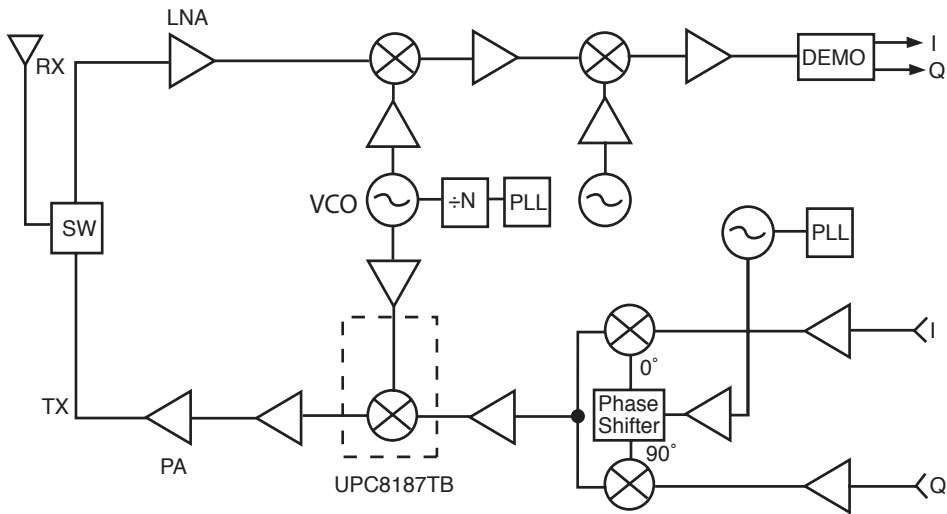 LNA
RX
DEMO
I
Q
VCO
÷N
PLL
SW
PLL
I
0°
TX
Phase
Shifter
90°
PA
UPC8187TB
Q